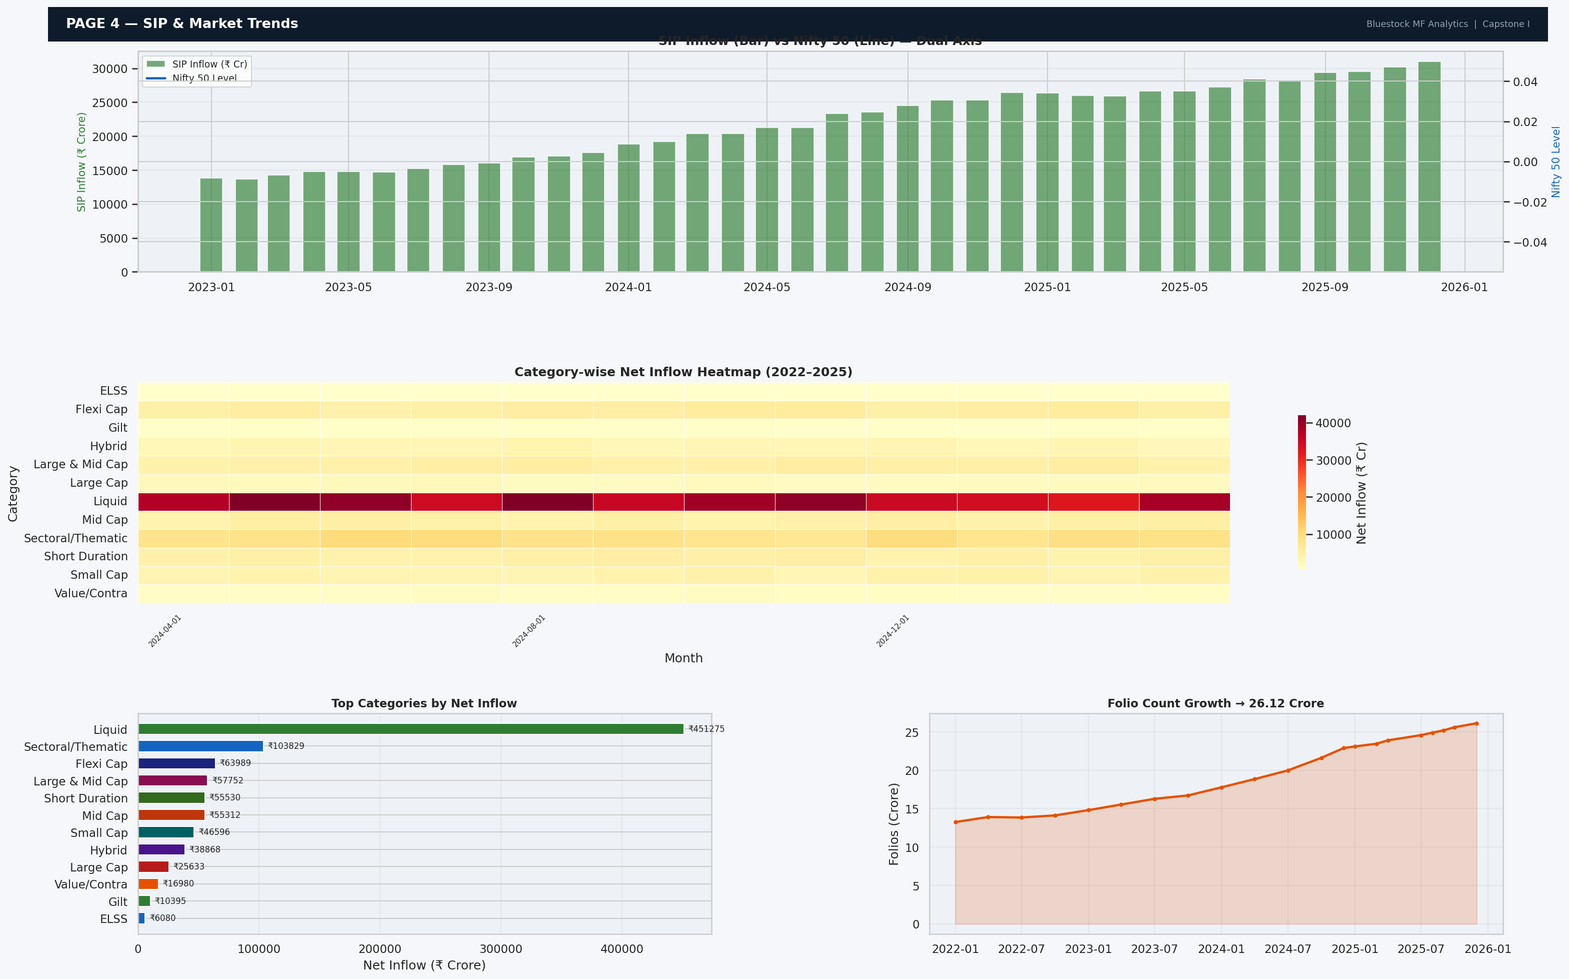 PAGE 4 — SIP & Market Trends
Bluestock MF Analytics | Capstone I
SIP Inflow (Bar) vs Nifty 50 (Line) — Dual Axis
SIP Inflow (₹ Cr)
Nifty 50 Level
SIP Inflow (₹ Crore)
30000
25000
20000
15000
10000
5000
0
0.04
0.02
0.00
−0.02
−0.04
Nifty 50 Level
2023-01 2023-05 2023-09 2024-01 2024-05 2024-09 2025-01 2025-05 2025-09 2026-01
Category-wise Net Inflow Heatmap (2022–2025)
Category
ELSS
Flexi Cap
Gilt
Hybrid
Large & Mid Cap
Large Cap
Liquid
Mid Cap
Sectoral/Thematic
Short Duration
Small Cap
Value/Contra
2024-04-01 2024-08-01 2024-12-01
Month
40000
30000
20000
10000
Net Inflow (₹ Cr)
Top Categories by Net Inflow
Liquid ₹451275
Sectoral/Thematic ₹103829
Flexi Cap ₹63989
Large & Mid Cap ₹57752
Short Duration ₹55530
Mid Cap ₹55312
Small Cap ₹46596
Hybrid ₹38868
Large Cap ₹25633
Value/Contra ₹16980
Gilt ₹10395
ELSS ₹6080
0 100000 200000 300000 400000
Net Inflow (₹ Crore)
Folio Count Growth → 26.12 Crore
Folios (Crore)
25
20
15
10
5
0
2022-01 2022-07 2023-01 2023-07 2024-01 2024-07 2025-01 2025-07 2026-01